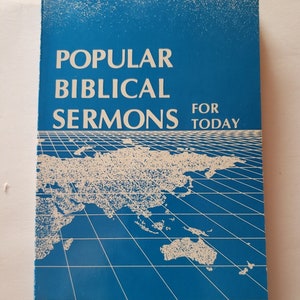 POPULAR
BIBLICAL
SERMONS FOR
TODAY